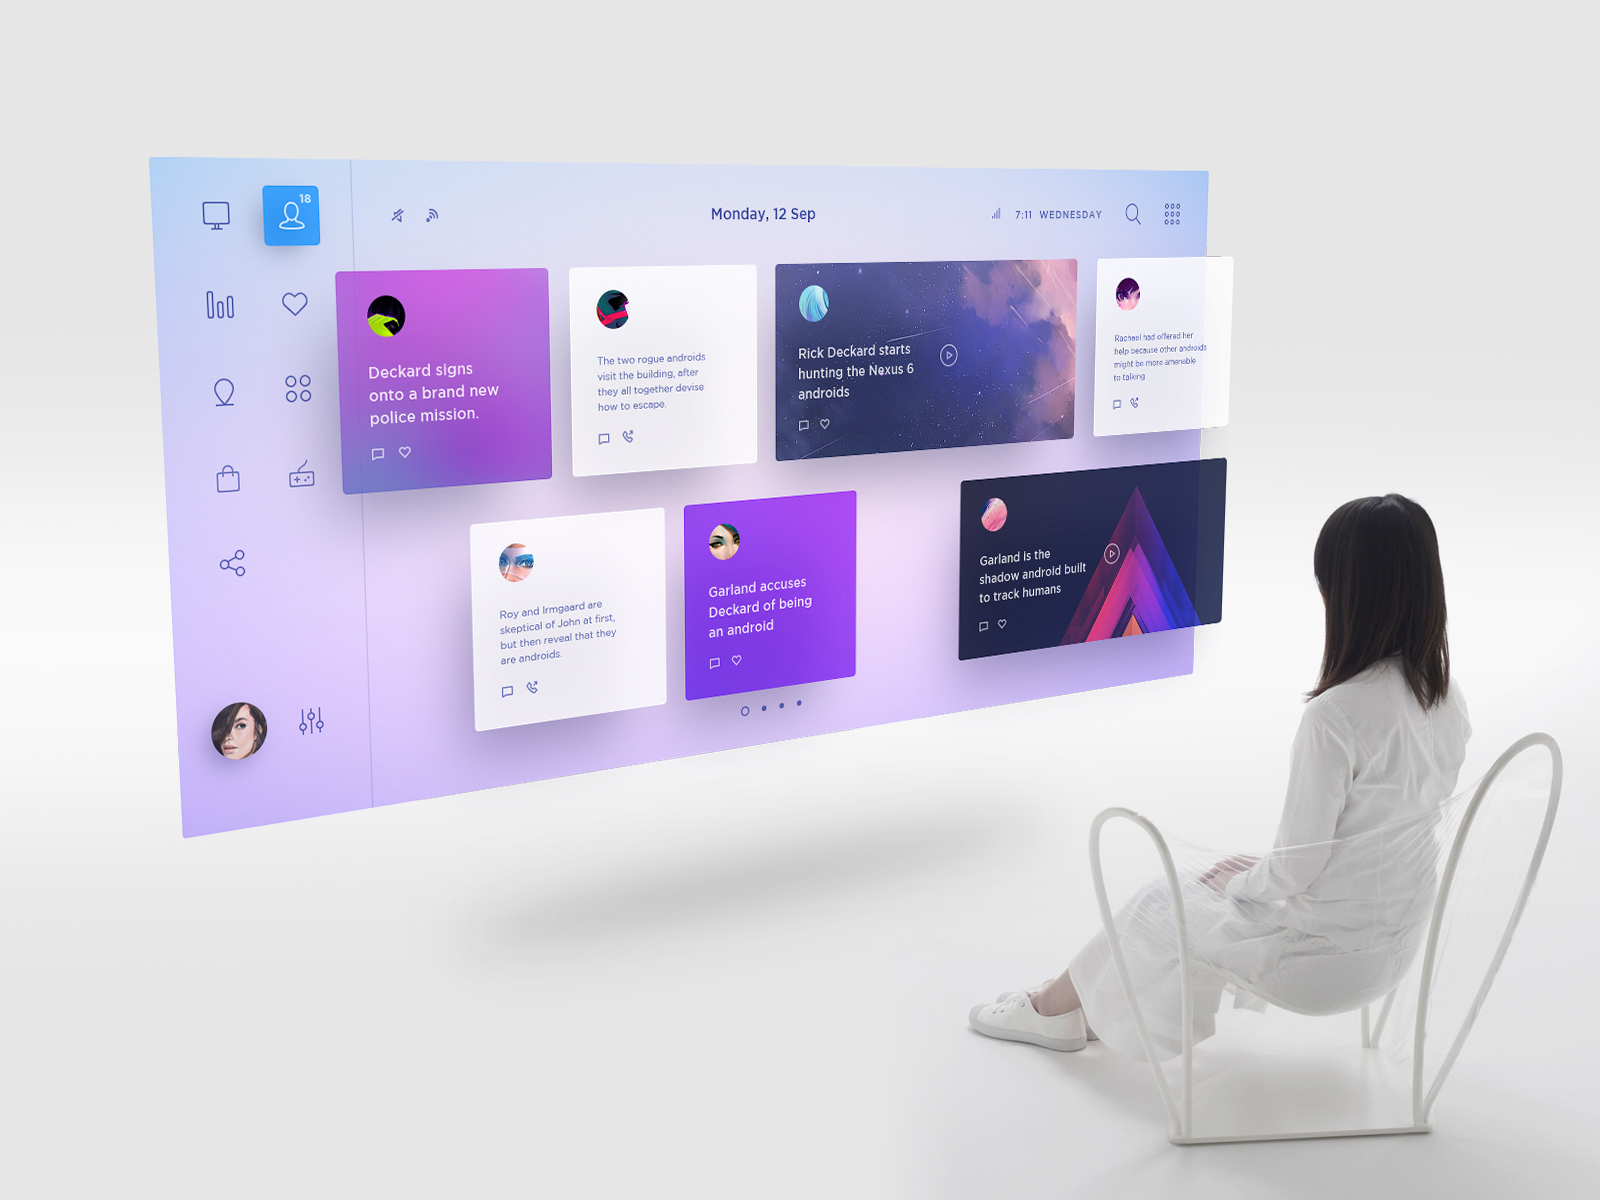 18
Monday, 12 Sep
7:11 WEDNESDAY
Deckard signs
onto a brand new
police mission.
The two rogue androids
visit the building, after
they all together devise
how to escape.
Rick Deckard starts
hunting the Nexus 6
androids
Rachael had offered her
help because other androids
might be more amenable
to talking
Roy and Irmgaard are
skeptical of John at first,
but then reveal that they
are androids.
Garland accuses
Deckard of being
an android
Garland is the
shadow android built
to track humans